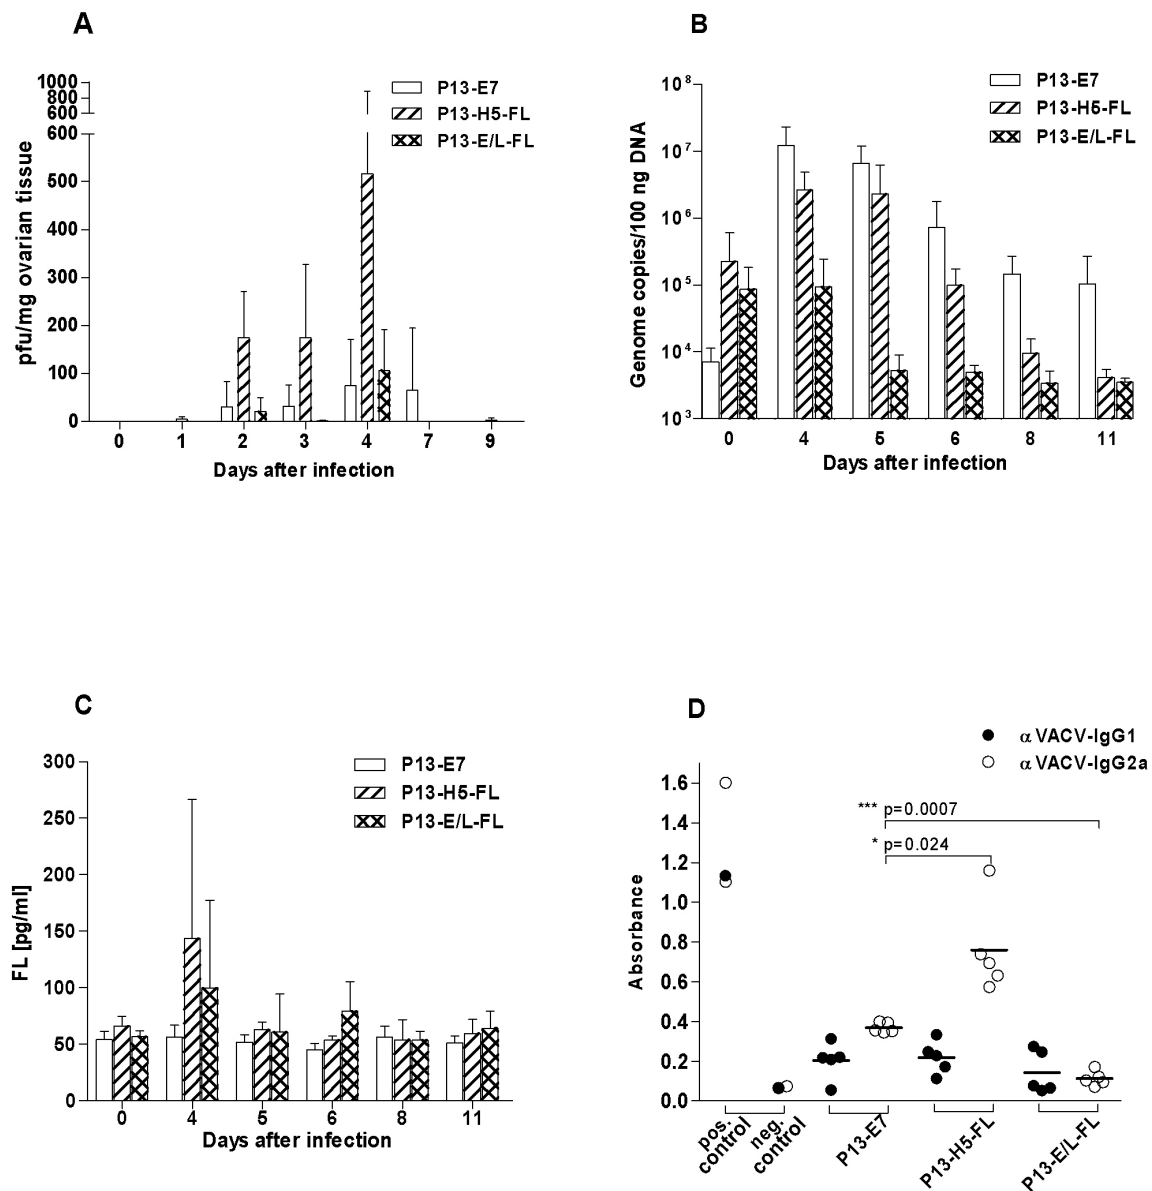 A
1000
800
600
600
500
400
300
200
100
0
pfu/mg ovarian tissue
P13-E7
P13-H5-FL
P13-E/L-FL
0 1 2 3 4 7 9
Days after infection
B
10⁸
10⁷
10⁶
10⁵
10⁴
10³
Genome copies/100 ng DNA
P13-E7
P13-H5-FL
P13-E/L-FL
0 4 5 6 8 11
Days after infection
C
300
250
200
150
100
50
0
FL [pg/ml]
P13-E7
P13-H5-FL
P13-E/L-FL
0 4 5 6 8 11
Days after infection
D
α VACV-IgG1
α VACV-IgG2a
1.6
1.4
1.2
1.0
0.8
0.6
0.4
0.2
0.0
Absorbance
*** p=0.0007
* p=0.024
pos.
control
neg.
control
P13-E7
P13-H5-FL
P13-E/L-FL